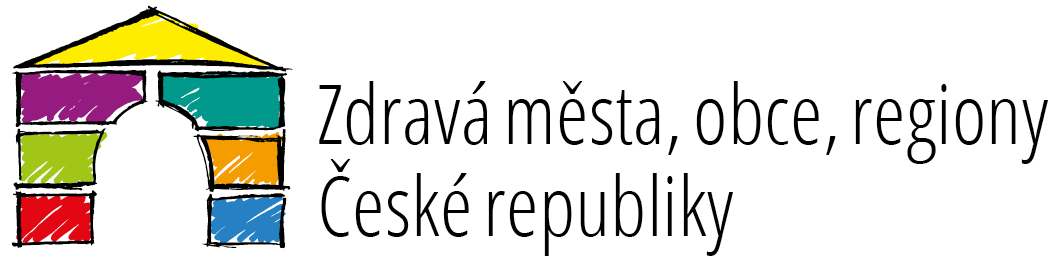 Zdravá města, obce, regiony
České republiky